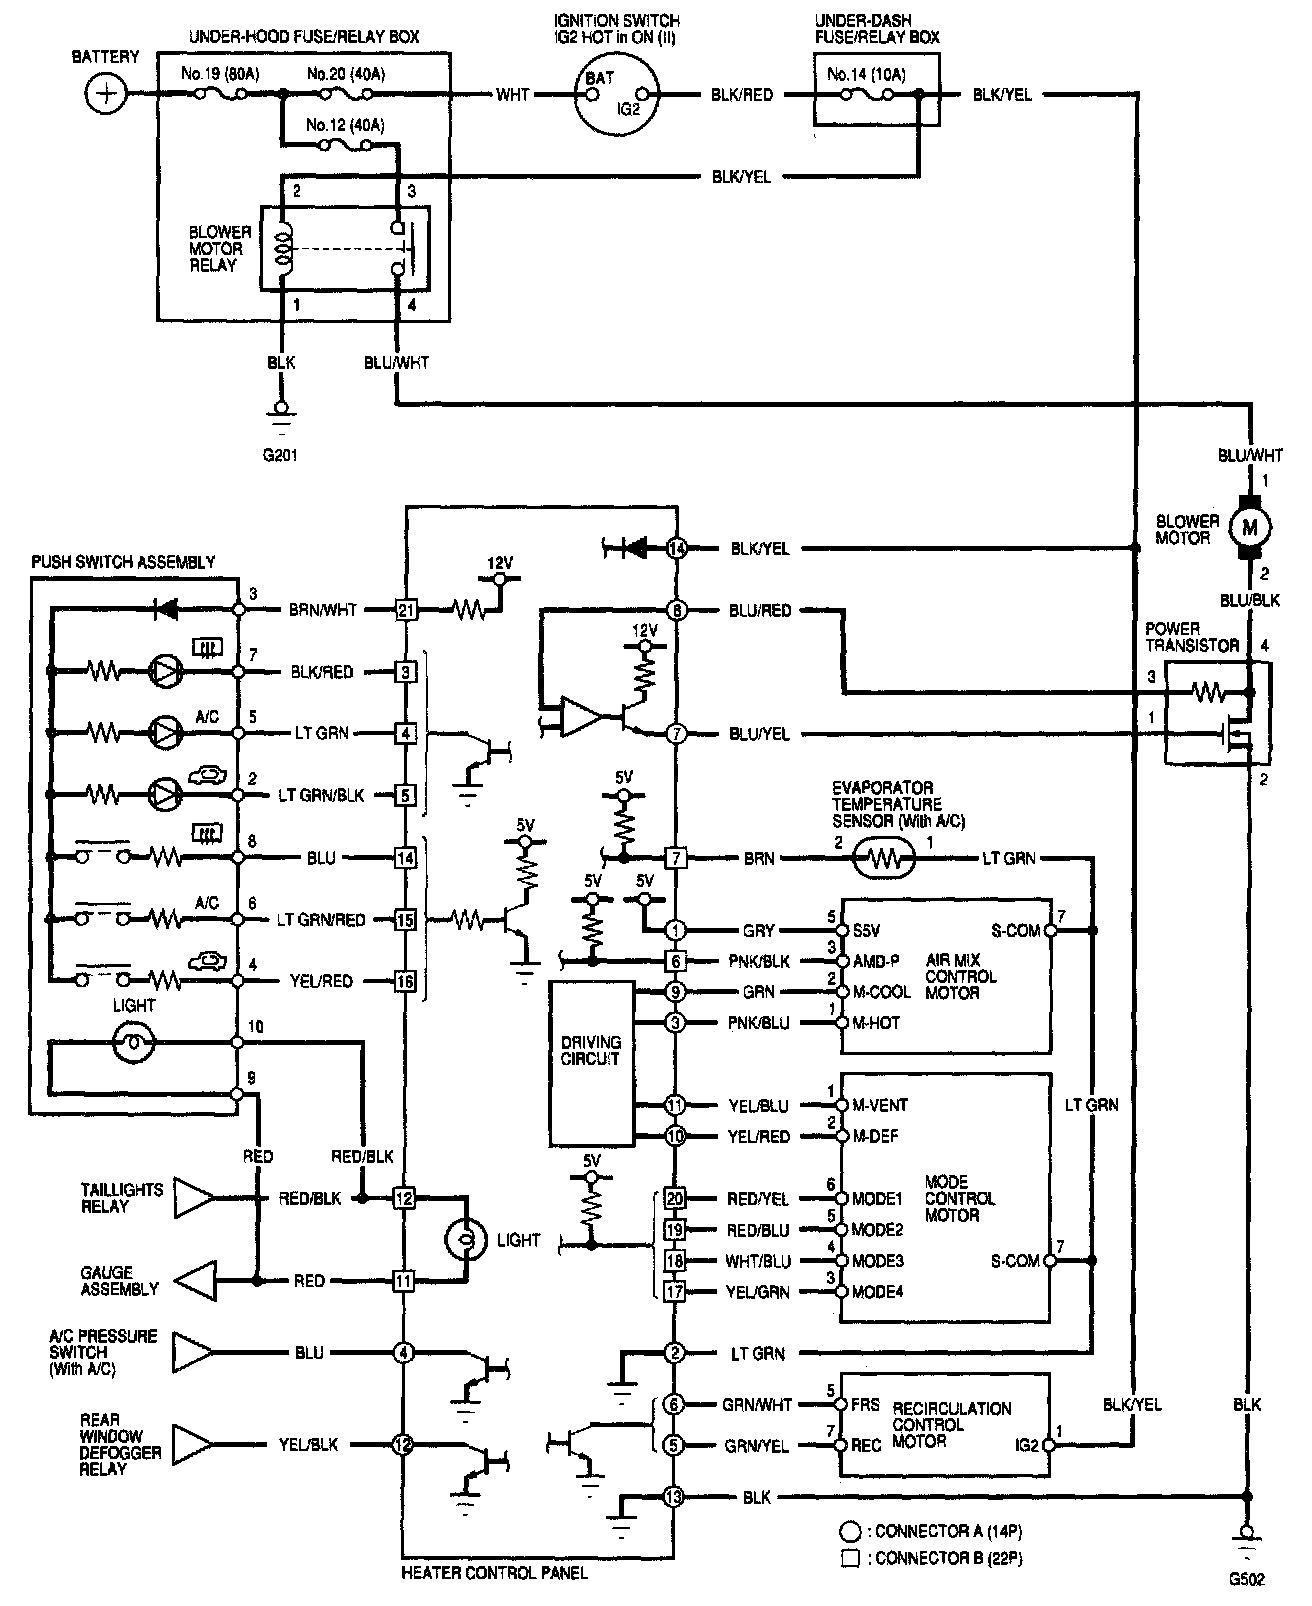 IGNITION SWITCH
IG2 HOT in ON (II)
UNDER-DASH
FUSE/RELAY BOX
UNDER-HOOD FUSE/RELAY BOX
BATTERY
No.19 (80A)
No.20 (40A)
BAT
IG2
No.14 (10A)
WHT
BLK/RED
BLK/YEL
No.12 (40A)
BLK/YEL
2
3
BLOWER
MOTOR
RELAY
1
4
BLK
BLU/WHT
G201
BLU/WHT
1
BLOWER
MOTOR
M
2
BLU/BLK
POWER
TRANSISTOR
4
3
1
2
PUSH SWITCH ASSEMBLY
12V
14
BLK/YEL
3
BRN/WHT
21
8
BLU/RED
12V
7
BLK/RED
3
A/C
5
LT GRN
4
7
BLU/YEL
2
LT GRN/BLK
5
5V
EVAPORATOR
TEMPERATURE
SENSOR (With A/C)
5V
8
BLU
14
7
BRN
2
1
LT GRN
5V
5V
A/C
6
LT GRN/RED
15
1
GRY
5
S5V
S-COM
7
6
PNK/BLK
3
AMD-P
AIR MIX
CONTROL
MOTOR
4
YEL/RED
16
9
GRN
2
M-COOL
LIGHT
10
3
PNK/BLU
1
M-HOT
DRIVING
CIRCUIT
9
11
YEL/BLU
1
M-VENT
LT GRN
10
YEL/RED
2
M-DEF
RED
RED/BLK
5V
TAILLIGHTS
RELAY
RED/BLK
12
20
RED/YEL
6
MODE1
MODE
CONTROL
MOTOR
19
RED/BLU
5
MODE2
LIGHT
18
WHT/BLU
4
MODE3
S-COM
7
GAUGE
ASSEMBLY
RED
11
17
YEL/GRN
3
MODE4
A/C PRESSURE
SWITCH
(With A/C)
BLU
4
2
LT GRN
6
GRN/WHT
5
FRS
RECIRCULATION
CONTROL
MOTOR
BLK/YEL
BLK
REAR
WINDOW
DEFOGGER
RELAY
YEL/BLK
12
5
GRN/YEL
7
REC
IG2
1
13
BLK
: CONNECTOR A (14P)
: CONNECTOR B (22P)
HEATER CONTROL PANEL
G502